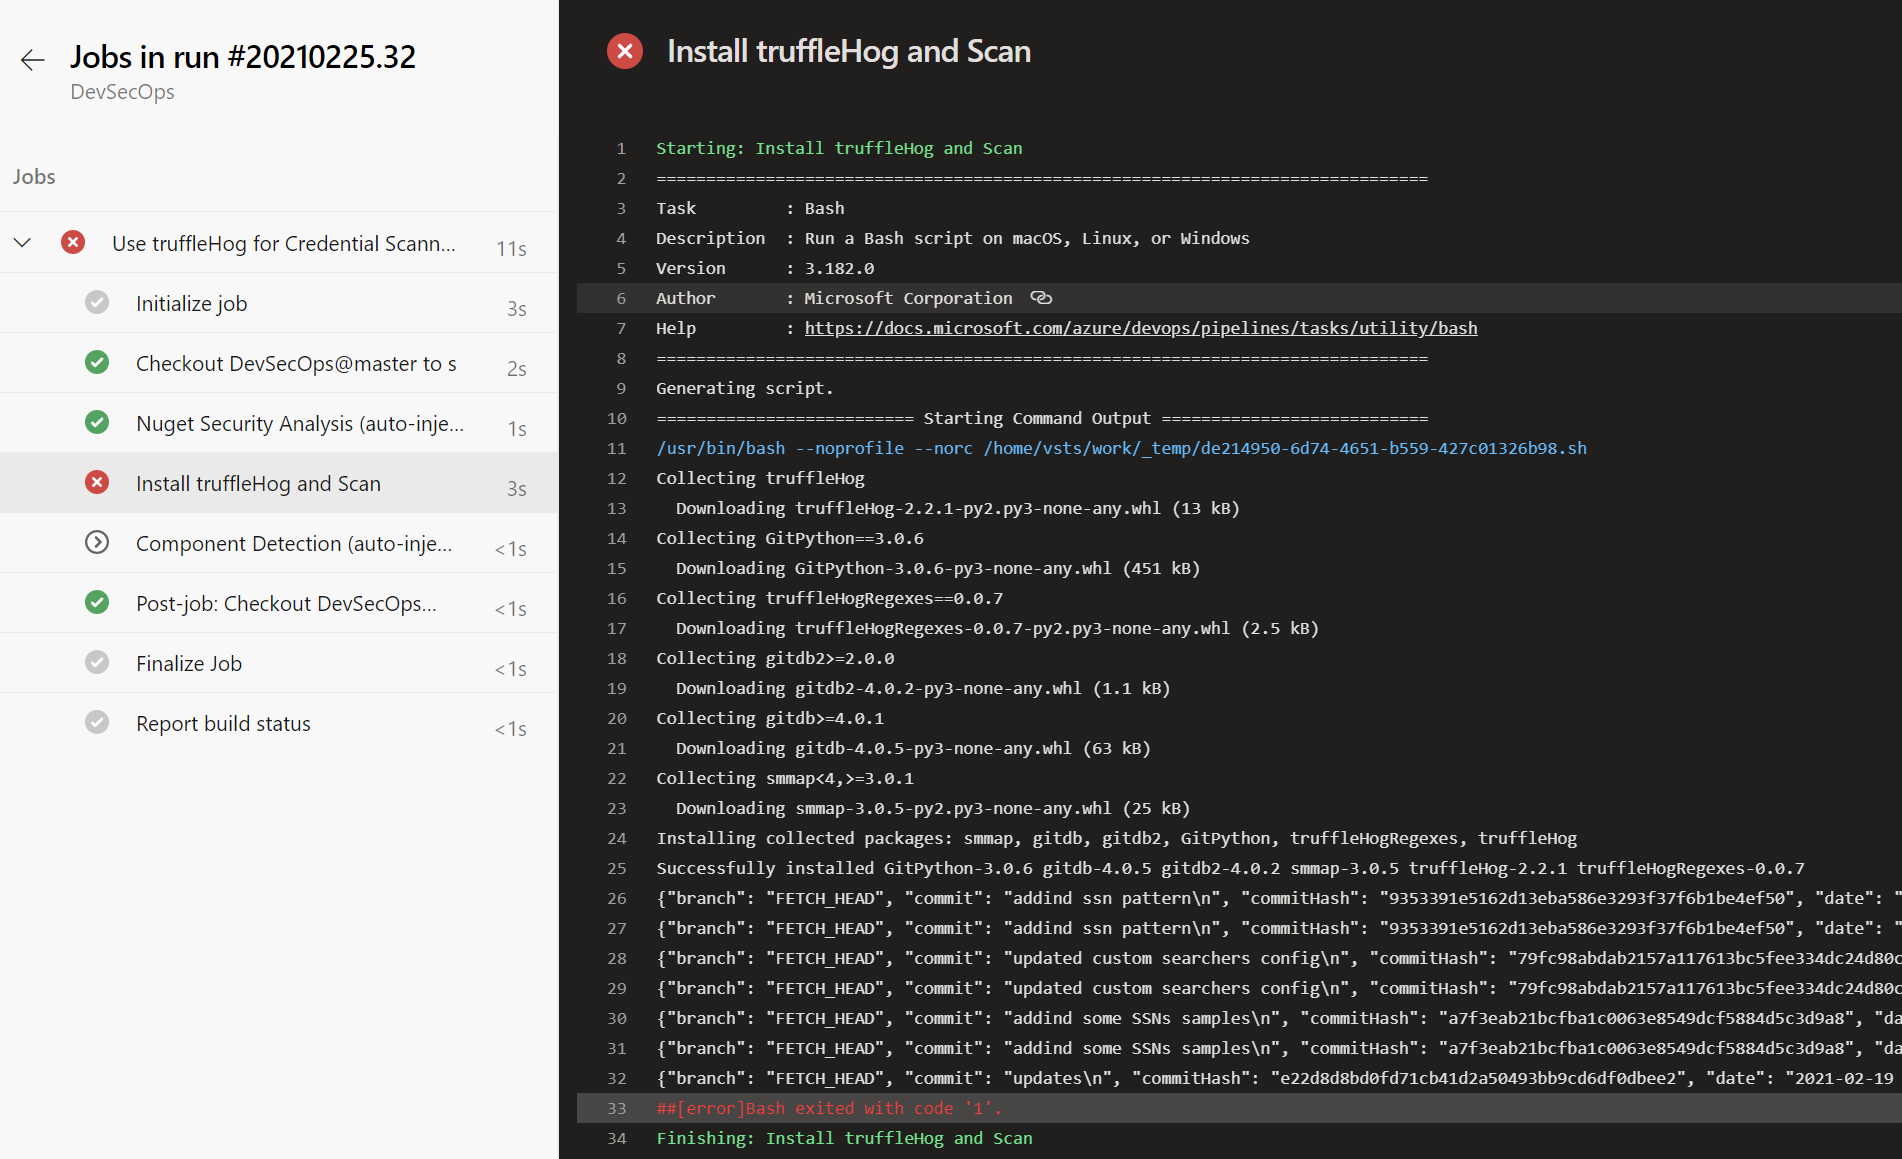 Jobs in run #20210225.32
DevSecOps
Jobs
Use truffleHog for Credential Scann... 11s
Initialize job 3s
Checkout DevSecOps@master to s 2s
Nuget Security Analysis (auto-inje... 1s
Install truffleHog and Scan 3s
Component Detection (auto-inje... <1s
Post-job: Checkout DevSecOps... <1s
Finalize Job <1s
Report build status <1s
Install truffleHog and Scan
1 Starting: Install truffleHog and Scan
2 ==============================================================================
3 Task         : Bash
4 Description  : Run a Bash script on macOS, Linux, or Windows
5 Version      : 3.182.0
6 Author       : Microsoft Corporation
7 Help         : https://docs.microsoft.com/azure/devops/pipelines/tasks/utility/bash
8 ==============================================================================
9 Generating script.
10 ========================== Starting Command Output ===========================
11 /usr/bin/bash --noprofile --norc /home/vsts/work/_temp/de214950-6d74-4651-b559-427c01326b98.sh
12 Collecting truffleHog
13   Downloading truffleHog-2.2.1-py2.py3-none-any.whl (13 kB)
14 Collecting GitPython==3.0.6
15   Downloading GitPython-3.0.6-py3-none-any.whl (451 kB)
16 Collecting truffleHogRegexes==0.0.7
17   Downloading truffleHogRegexes-0.0.7-py2.py3-none-any.whl (2.5 kB)
18 Collecting gitdb2>=2.0.0
19   Downloading gitdb2-4.0.2-py3-none-any.whl (1.1 kB)
20 Collecting gitdb>=4.0.1
21   Downloading gitdb-4.0.5-py3-none-any.whl (63 kB)
22 Collecting smmap<4,>=3.0.1
23   Downloading smmap-3.0.5-py2.py3-none-any.whl (25 kB)
24 Installing collected packages: smmap, gitdb, gitdb2, GitPython, truffleHogRegexes, truffleHog
25 Successfully installed GitPython-3.0.6 gitdb-4.0.5 gitdb2-4.0.2 smmap-3.0.5 truffleHog-2.2.1 truffleHogRegexes-0.0.7
26 {"branch": "FETCH_HEAD", "commit": "addind ssn pattern\n", "commitHash": "9353391e5162d13eba586e3293f37f6b1be4ef50", "date": "
27 {"branch": "FETCH_HEAD", "commit": "addind ssn pattern\n", "commitHash": "9353391e5162d13eba586e3293f37f6b1be4ef50", "date": "
28 {"branch": "FETCH_HEAD", "commit": "updated custom searchers config\n", "commitHash": "79fc98abdab2157a117613bc5fee334dc24d80c
29 {"branch": "FETCH_HEAD", "commit": "updated custom searchers config\n", "commitHash": "79fc98abdab2157a117613bc5fee334dc24d80c
30 {"branch": "FETCH_HEAD", "commit": "addind some SSNs samples\n", "commitHash": "a7f3eab21bcfba1c0063e8549dcf5884d5c3d9a8", "da
31 {"branch": "FETCH_HEAD", "commit": "addind some SSNs samples\n", "commitHash": "a7f3eab21bcfba1c0063e8549dcf5884d5c3d9a8", "da
32 {"branch": "FETCH_HEAD", "commit": "updates\n", "commitHash": "e22d8d8bd0fd71cb41d2a50493bb9cd6df0dbee2", "date": "2021-02-19
33 ##[error]Bash exited with code '1'.
34 Finishing: Install truffleHog and Scan